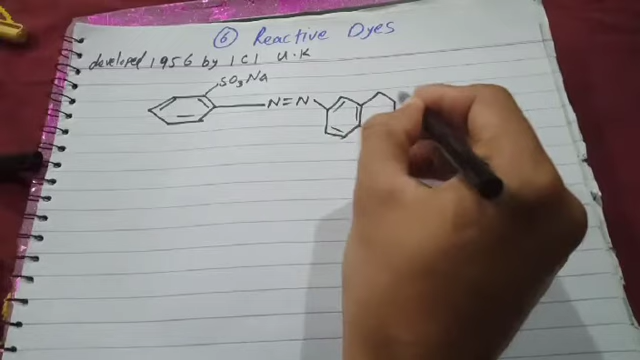 ⑥ Reactive Dyes
developed 1956 by ICI U.K
SO₃Na
N=N